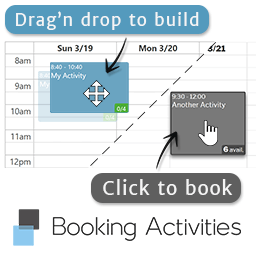 Drag'n drop to build
Sun 3/19 Mon 3/20 3/21
8am
8:40 - 10:40
My Activity
9am
9:30 - 12:00
Another Activity
10am
0/4
11am
6 avail.
12pm
Click to book
Booking Activities